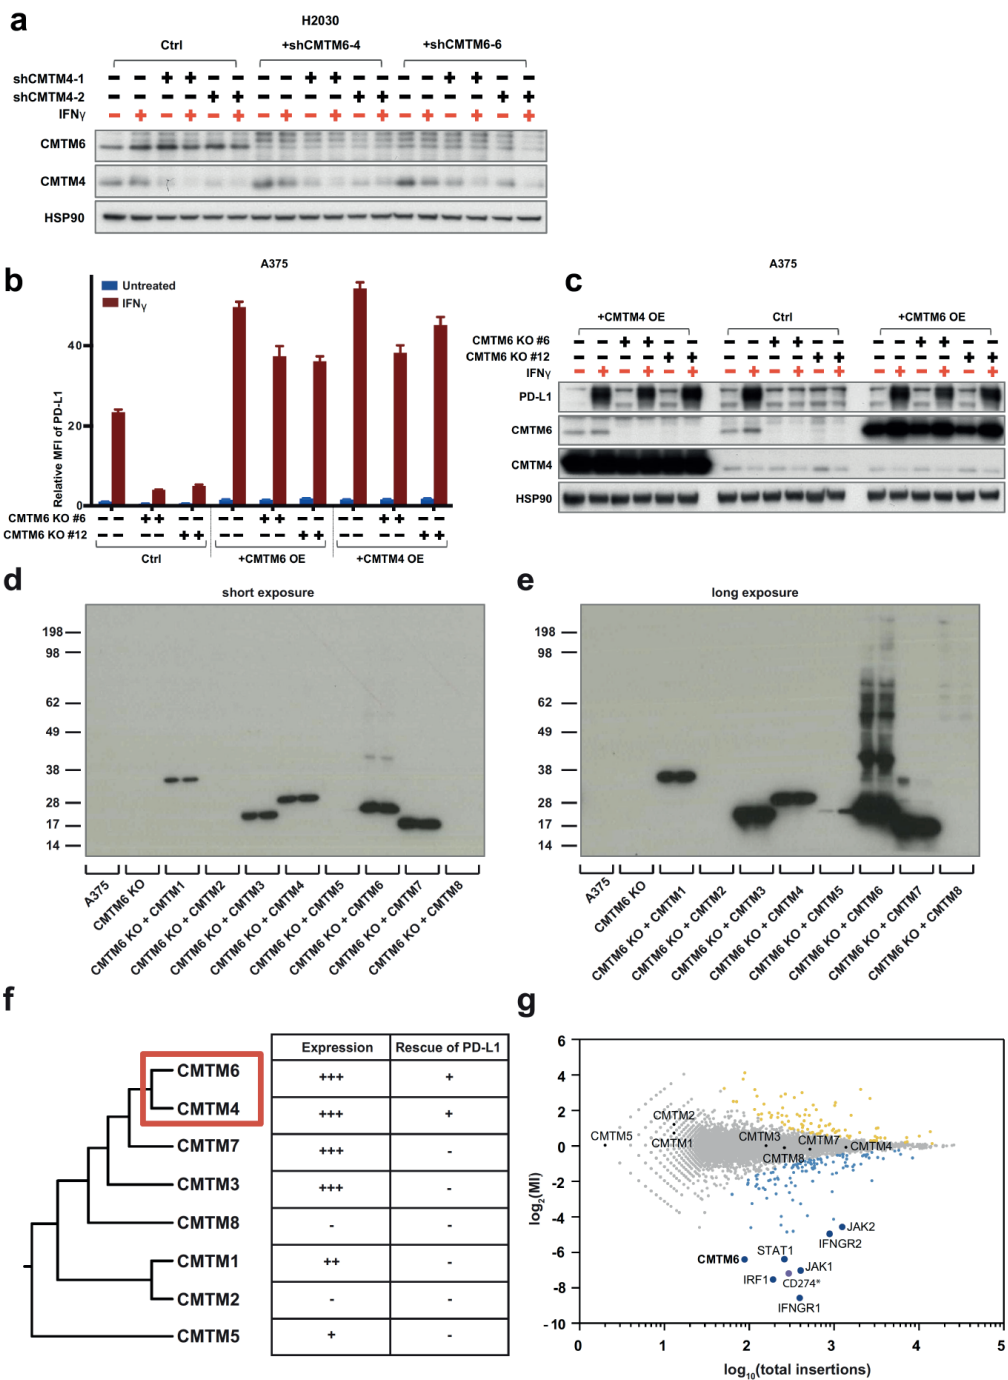 a
H2030
Ctrl
+shCMTM6-4
+shCMTM6-6
shCMTM4-1 − − + + − − − − + + − − − − + + − −
shCMTM4-2 − − − − + + − − − − + + − − − − + +
IFNγ − + − + − + − + − + − + − + − + − +
CMTM6
CMTM4
HSP90
b
A375
Untreated
IFNγ
Relative MFI of PD-L1
40
20
0
CMTM6 KO #6 − − + + − − − − + + − − − − + + − −
CMTM6 KO #12 − − − − + + − − − − + + − − − − + +
Ctrl
+CMTM6 OE
+CMTM4 OE
c
A375
+CMTM4 OE
Ctrl
+CMTM6 OE
CMTM6 KO #6 − − + + − − − − + + − − − − + + − −
CMTM6 KO #12 − − − − + + − − − − + + − − − − + +
IFNγ − + − + − + − + − + − + − + − + − +
PD-L1
CMTM6
CMTM4
HSP90
d
short exposure
198
98
62
49
38
28
17
14
A375
CMTM6 KO
CMTM6 KO + CMTM1
CMTM6 KO + CMTM2
CMTM6 KO + CMTM3
CMTM6 KO + CMTM4
CMTM6 KO + CMTM5
CMTM6 KO + CMTM6
CMTM6 KO + CMTM7
CMTM6 KO + CMTM8
e
long exposure
198
98
62
49
38
28
17
14
A375
CMTM6 KO
CMTM6 KO + CMTM1
CMTM6 KO + CMTM2
CMTM6 KO + CMTM3
CMTM6 KO + CMTM4
CMTM6 KO + CMTM5
CMTM6 KO + CMTM6
CMTM6 KO + CMTM7
CMTM6 KO + CMTM8
f
Expression Rescue of PD-L1
CMTM6 +++ +
CMTM4 +++ +
CMTM7 +++ -
CMTM3 +++ -
CMTM8 - -
CMTM1 ++ -
CMTM2 - -
CMTM5 + -
g
log2(MI)
6
4
2
0
-2
-4
-6
-8
-10
CMTM2
CMTM5
CMTM1
CMTM3
CMTM8
CMTM7
CMTM4
JAK2
IFNGR2
STAT1
CMTM6
JAK1
IRF1
CD274*
IFNGR1
0 1 2 3 4 5
log10(total insertions)